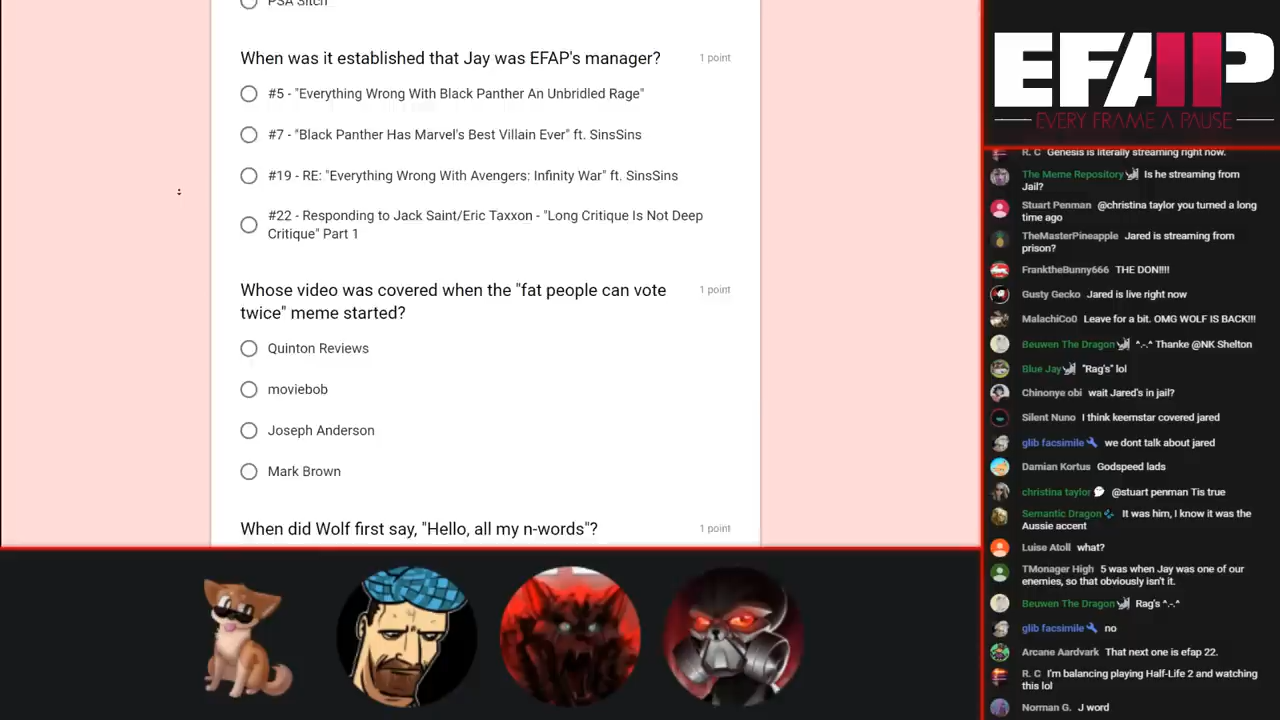 PSA Sitch
When was it established that Jay was EFAP's manager?
1 point
#5 - "Everything Wrong With Black Panther An Unbridled Rage"
#7 - "Black Panther Has Marvel's Best Villain Ever" ft. SinsSins
#19 - RE: "Everything Wrong With Avengers: Infinity War" ft. SinsSins
#22 - Responding to Jack Saint/Eric Taxxon - "Long Critique Is Not Deep
Critique" Part 1
Whose video was covered when the "fat people can vote
twice" meme started?
1 point
Quinton Reviews
moviebob
Joseph Anderson
Mark Brown
When did Wolf first say, "Hello, all my n-words"?
1 point
EFAP
EVERY FRAME A PAUSE
R. C Genesis is literally streaming right now.
The Meme Repository Is he streaming from
Jail?
Stuart Penman @christina taylor you turned a long
time ago
TheMasterPineapple Jared is streaming from
prison?
FranktheBunny666 THE DON!!!!
Gusty Gecko Jared is live right now
MalachiCo0 Leave for a bit. OMG WOLF IS BACK!!!
Beuwen The Dragon ^.-.^ Thanke @NK Shelton
Blue Jay "Rag's" lol
Chinonye obi wait Jared's in jail?
Silent Nuno I think keemstar covered jared
glib facsimile we dont talk about jared
Damian Kortus Godspeed lads
christina taylor @stuart penman Tis true
Semantic Dragon It was him, I know it was the
Aussie accent
Luise Atoll what?
TMonager High 5 was when Jay was one of our
enemies, so that obviously isn't it.
Beuwen The Dragon Rag's ^.-.^
glib facsimile no
Arcane Aardvark That next one is efap 22.
R. C I'm balancing playing Half-Life 2 and watching
this lol
Norman G. J word